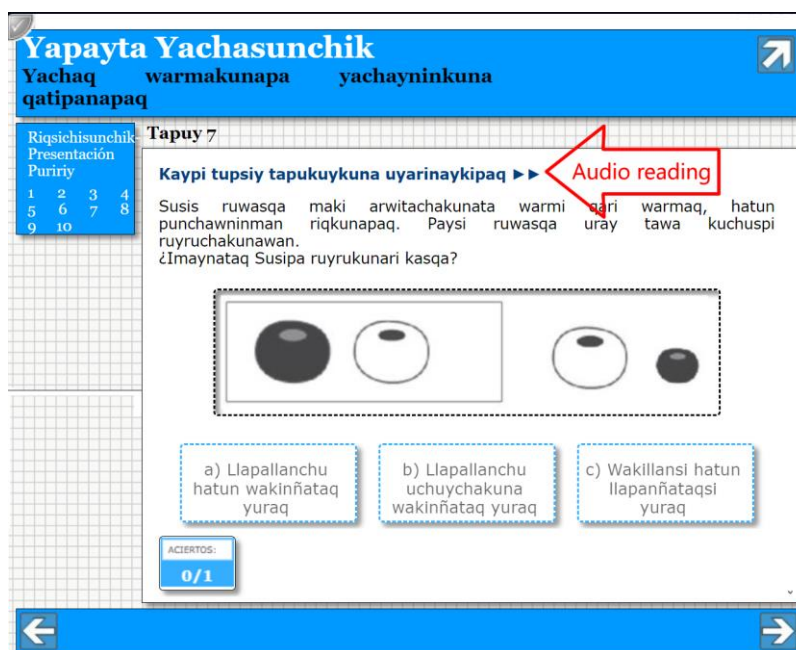 Yapayta Yachasunchik
Yachaq warmakunapa yachayninkuna
qatipanapaq
Riqsichisunchik-
Presentación
Puririy
1 2 3 4
5 6 7 8
9 10
Tapuy 7
Kaypi tupsiy tapukuykuna uyarinaykipaq ►►
Audio reading
Susis ruwasqa maki arwitachakunata warmi qari warmaq, hatun
punchawninman riqkunapaq. Paysi ruwasqa uray tawa kuchuspi
ruyruchakunawan.
¿Imaynataq Susipa ruyrukunari kasqa?
a) Llapallanchu
hatun wakinñataq
yuraq
b) Llapallanchu
uchuychakuna
wakinñataq yuraq
c) Wakillansi hatun
llapanñataqsi
yuraq
ACIERTOS:
0/1